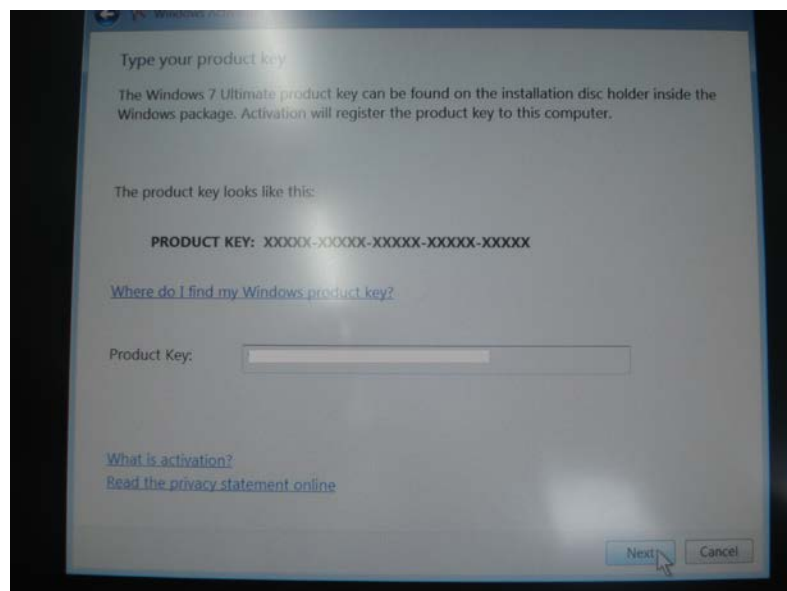 Windows Activation
Type your product key
The Windows 7 Ultimate product key can be found on the installation disc holder inside the
Windows package. Activation will register the product key to this computer.
The product key looks like this:
PRODUCT KEY: XXXXX-XXXXX-XXXXX-XXXXX-XXXXX
Where do I find my Windows product key?
Product Key:
What is activation?
Read the privacy statement online
Next Cancel